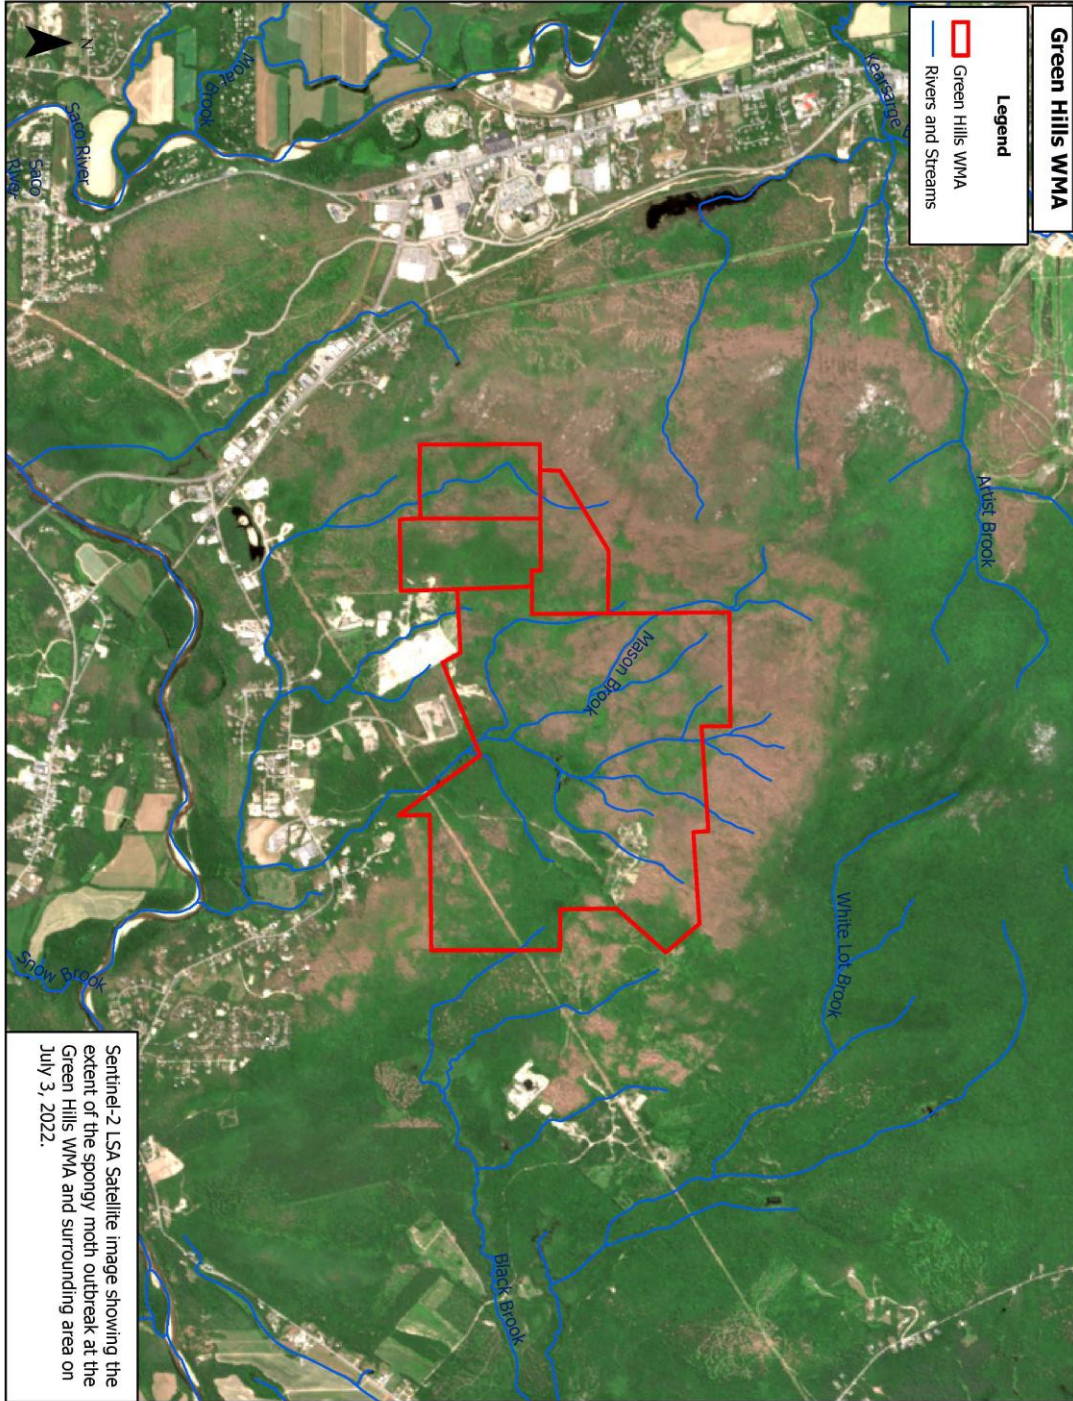 Green Hills WMA
Legend
Green Hills WMA
Rivers and Streams
Kearsarge B
Moat
Brook
Saco River
Saco
River
N
Artist Brook
Mason Brook
White Lot Brook
Snow Brook
Black Brook
Sentinel-2 LSA Satellite image showing the
extent of the spongy moth outbreak at the
Green Hills WMA and surrounding area on
July 3, 2022.